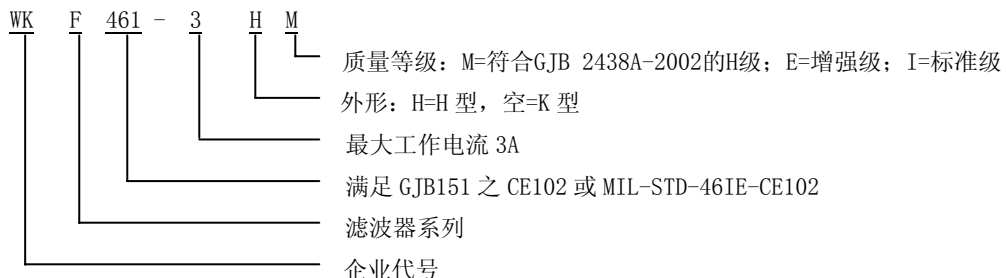 WK F 461 - 3 H M
质量等级：M=符合GJB 2438A-2002的H级；E=增强级；I=标准级
外形：H=H 型，空=K 型
最大工作电流 3A
满足 GJB151 之 CE102 或 MIL-STD-46IE-CE102
滤波器系列
企业代号